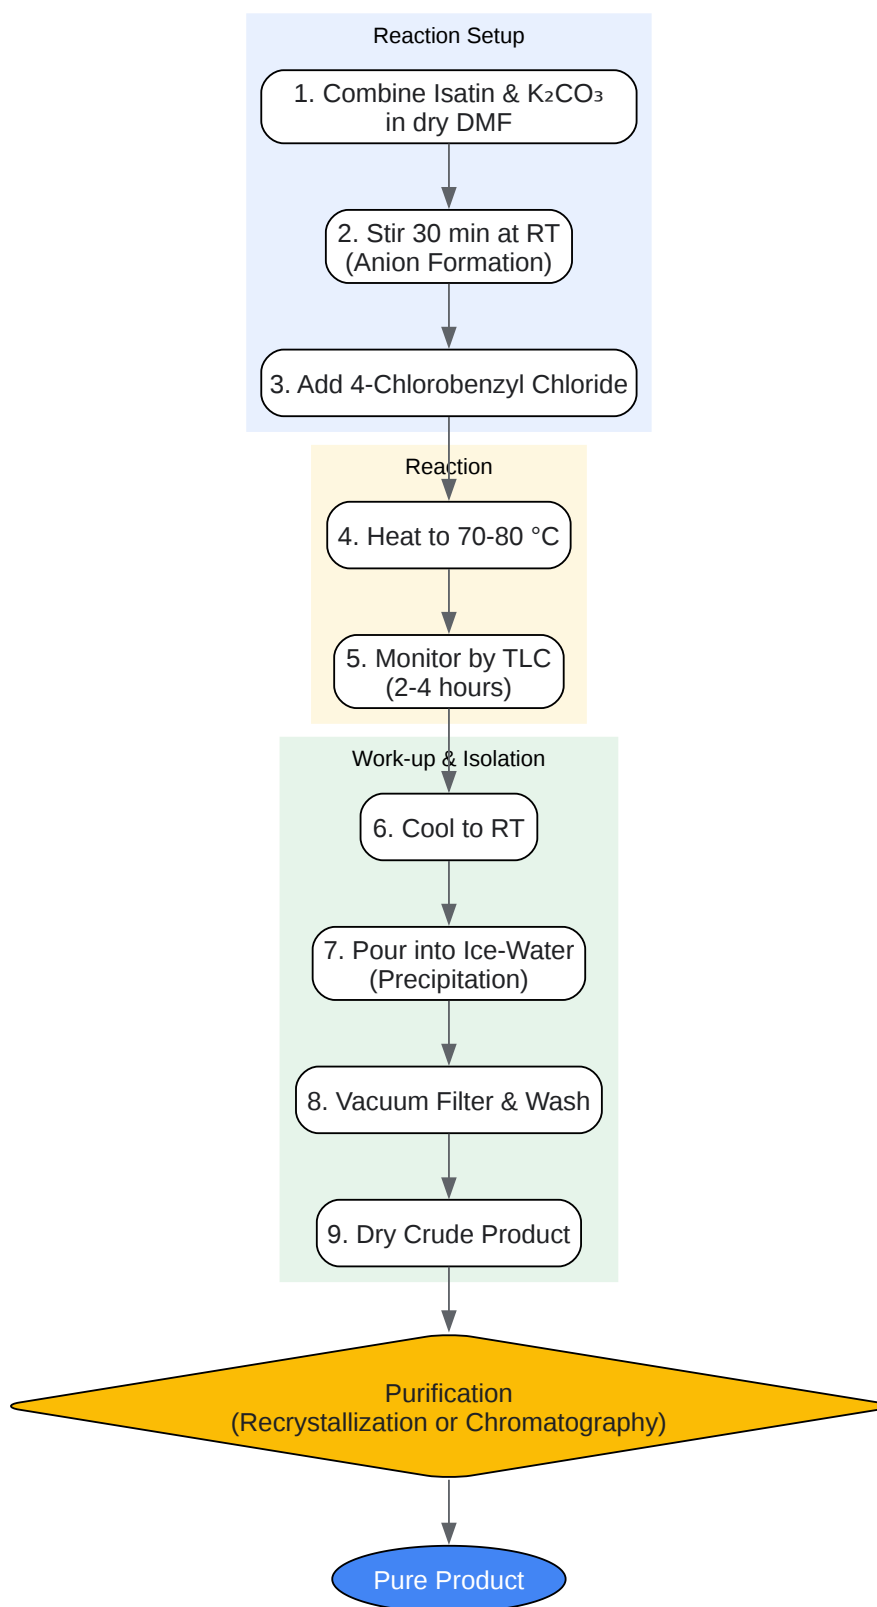 Reaction Setup
1. Combine Isatin & K₂CO₃
in dry DMF
2. Stir 30 min at RT
(Anion Formation)
3. Add 4-Chlorobenzyl Chloride
Reaction
4. Heat to 70-80 °C
5. Monitor by TLC
(2-4 hours)
Work-up & Isolation
6. Cool to RT
7. Pour into Ice-Water
(Precipitation)
8. Vacuum Filter & Wash
9. Dry Crude Product
Purification
(Recrystallization or Chromatography)
Pure Product